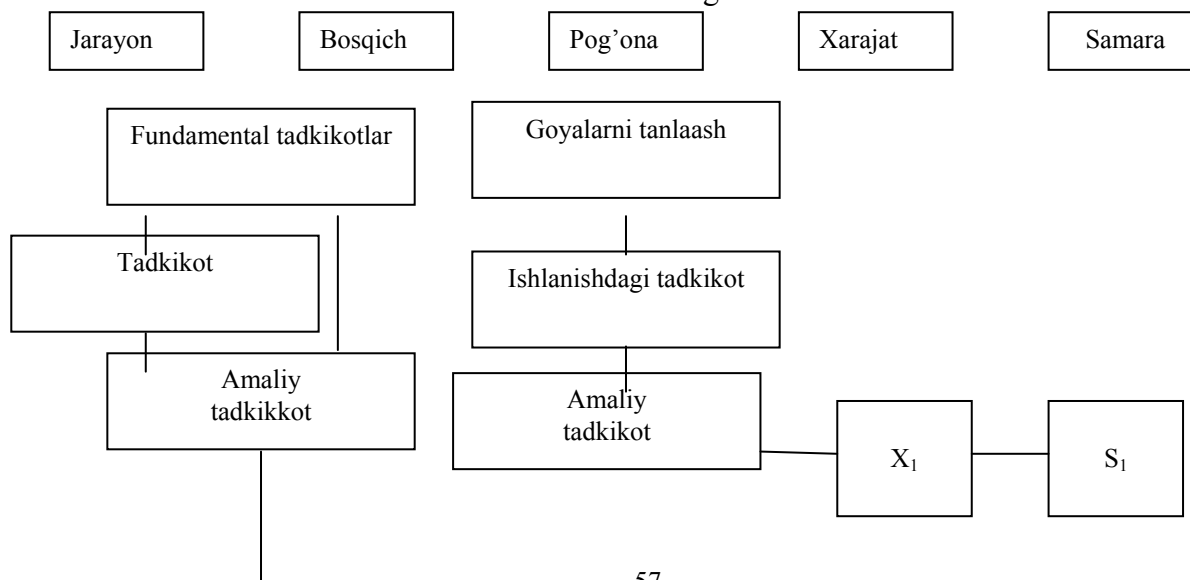 Jarayon
Bosqich
Pog’ona
Xarajat
Samara
Fundamental tadkikotlar
Goyalarni tanlaash
Tadkikot
Ishlanishdagi tadkikot
Amaliy
tadkikkot
Amaliy
tadkikot
X₁
S₁